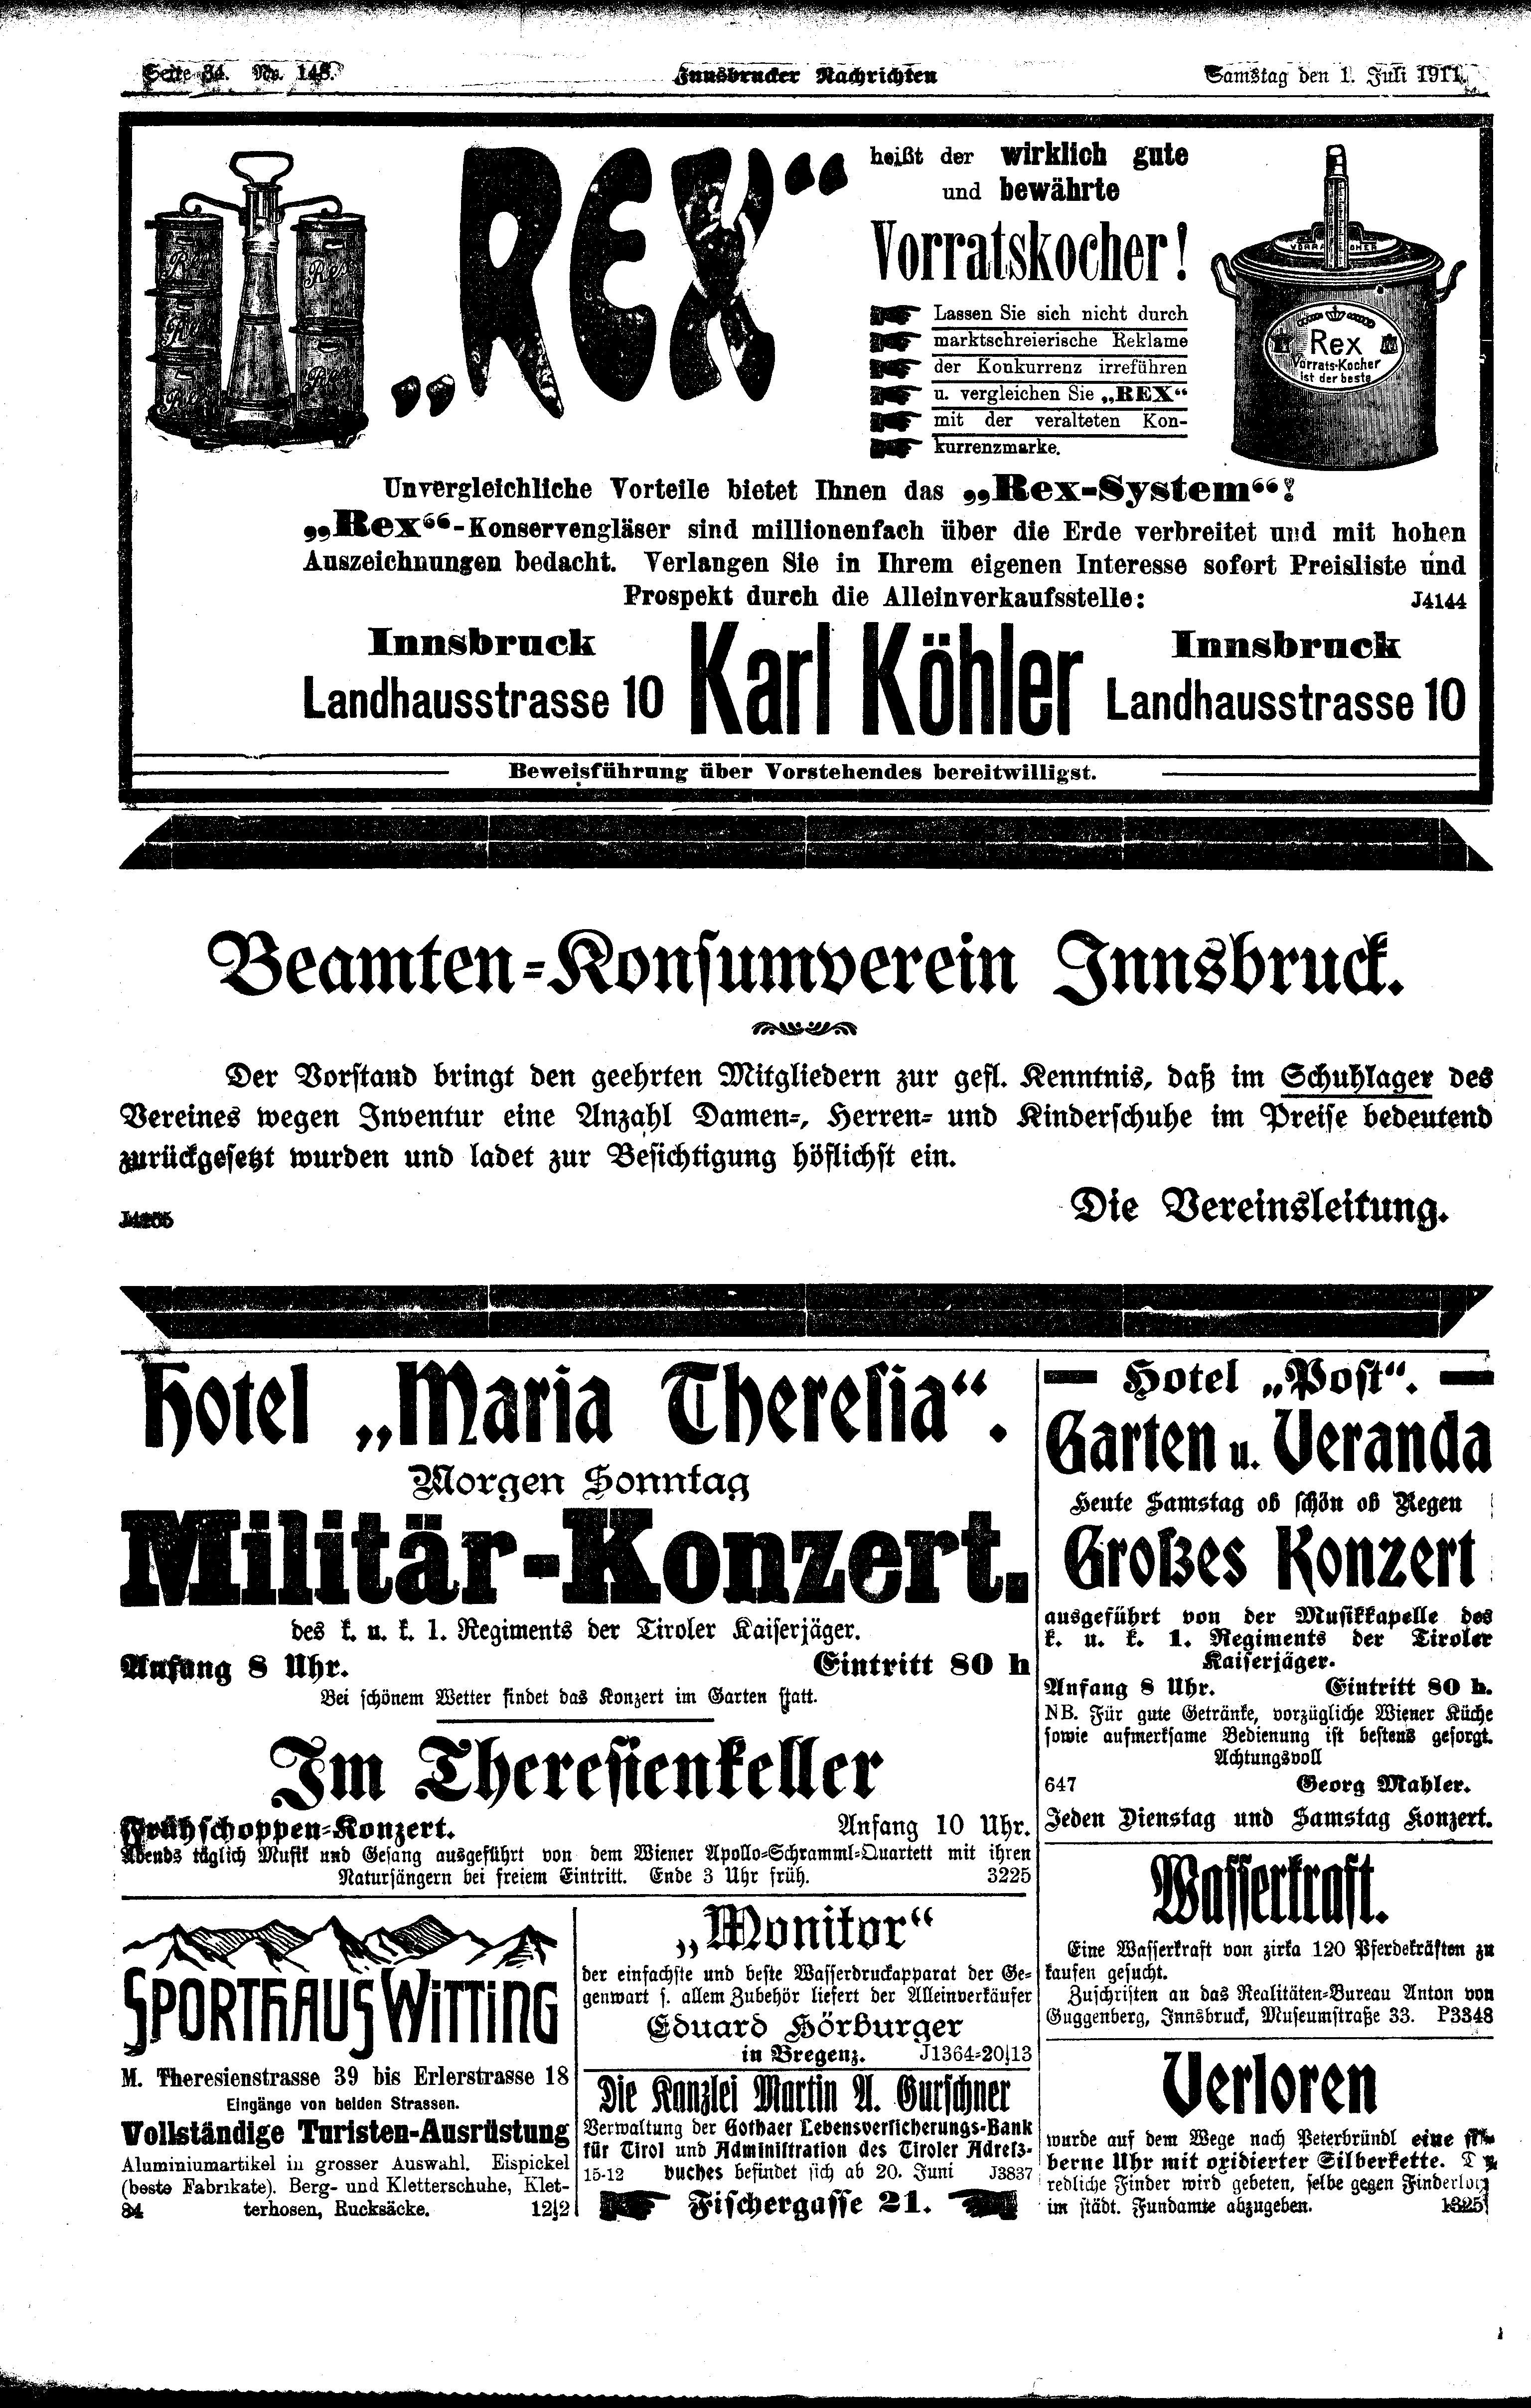 Seite 34. Nr. 148.
Innsbrucker Nachrichten
Samstag den 1. Juli 1911.
„REX“
heißt der wirklich gute
und bewährte
Vorratskocher!
Lassen Sie sich nicht durch
marktschreierische Reklame
der Konkurrenz irreführen
u. vergleichen Sie „REX“
mit der veralteten Kon-
kurrenzmarke.
Rex
Rex
Rex
Rex
Rex
Rex
Vorrats-Kocher
ist der beste
Unvergleichliche Vorteile bietet Ihnen das „Rex-System“!
„Rex“-Konservengläser sind millionenfach über die Erde verbreitet und mit hohen
Auszeichnungen bedacht. Verlangen Sie in Ihrem eigenen Interesse sofort Preisliste und
Prospekt durch die Alleinverkaufsstelle:
J4144
Innsbruck
Landhausstrasse 10
Karl Köhler
Innsbruck
Landhausstrasse 10
Beweisführung über Vorstehendes bereitwilligst.
Beamten-Konsumverein Innsbruck.
Der Vorstand bringt den geehrten Mitgliedern zur gefl. Kenntnis, daß im Schuhlager des
Vereines wegen Inventur eine Anzahl Damen-, Herren- und Kinderschuhe im Preise bedeutend
zurückgesetzt wurden und ladet zur Besichtigung höflichst ein.
Die Vereinsleitung.
Hotel „Maria Theresia“.
Morgen Sonntag
Militär-Konzert.
des k. u. k. 1. Regiments der Tiroler Kaiserjäger.
Anfang 8 Uhr. Eintritt 80 h
Bei schönem Wetter findet das Konzert im Garten statt.
Im Theresienkeller
Frühschoppen-Konzert. Anfang 10 Uhr.
Abends täglich Musik und Gesang ausgeführt von dem Wiener Apollo-Schramml-Quartett mit ihren
Natursängern bei freiem Eintritt. Ende 3 Uhr früh. 3225
SPORTHAUS WITTING
M. Theresienstrasse 39 bis Erlerstrasse 18
Eingänge von beiden Strassen.
Vollständige Turisten-Ausrüstung
Aluminiumartikel in grosser Auswahl. Eispickel
(beste Fabrikate). Berg- und Kletterschuhe, Klet-
84 terhosen, Rucksäcke. 12|2
„Monitor“
der einfachste und beste Wasserdruckapparat der Ge-
genwart s. allem Zubehör liefert der Alleinverkäufer
Eduard Hörburger
in Bregenz. J1364-20|13
Die Kanzlei Martin A. Gurschner
Verwaltung der Gothaer Lebensversicherungs-Bank
für Tirol und Administration des Tiroler Adreß-
15-12 buches befindet sich ab 20. Juni J3837
Fischergasse 21.
Hotel „Post“.
Garten u. Veranda
Heute Samstag ob schön ob Regen
Großes Konzert
ausgeführt von der Musikkapelle des
k. u. k. 1. Regiments der Tiroler
Kaiserjäger.
Anfang 8 Uhr. Eintritt 80 h.
NB. Für gute Getränke, vorzügliche Wiener Küche
sowie aufmerksame Bedienung ist bestens gesorgt.
Achtungsvoll
647 Georg Mahler.
Jeden Dienstag und Samstag Konzert.
Wasserkraft.
Eine Wasserkraft von zirka 120 Pferdekräften zu
kaufen gesucht.
Zuschriften an das Realitäten-Bureau Anton von
Guggenberg, Innsbruck, Museumstraße 33. P3348
Verloren
wurde auf dem Wege nach Peterbründl eine sil-
berne Uhr mit oxidierter Silberkette. Der
redliche Finder wird gebeten, selbe gegen Finderlohn
im städt. Fundamte abzugeben.